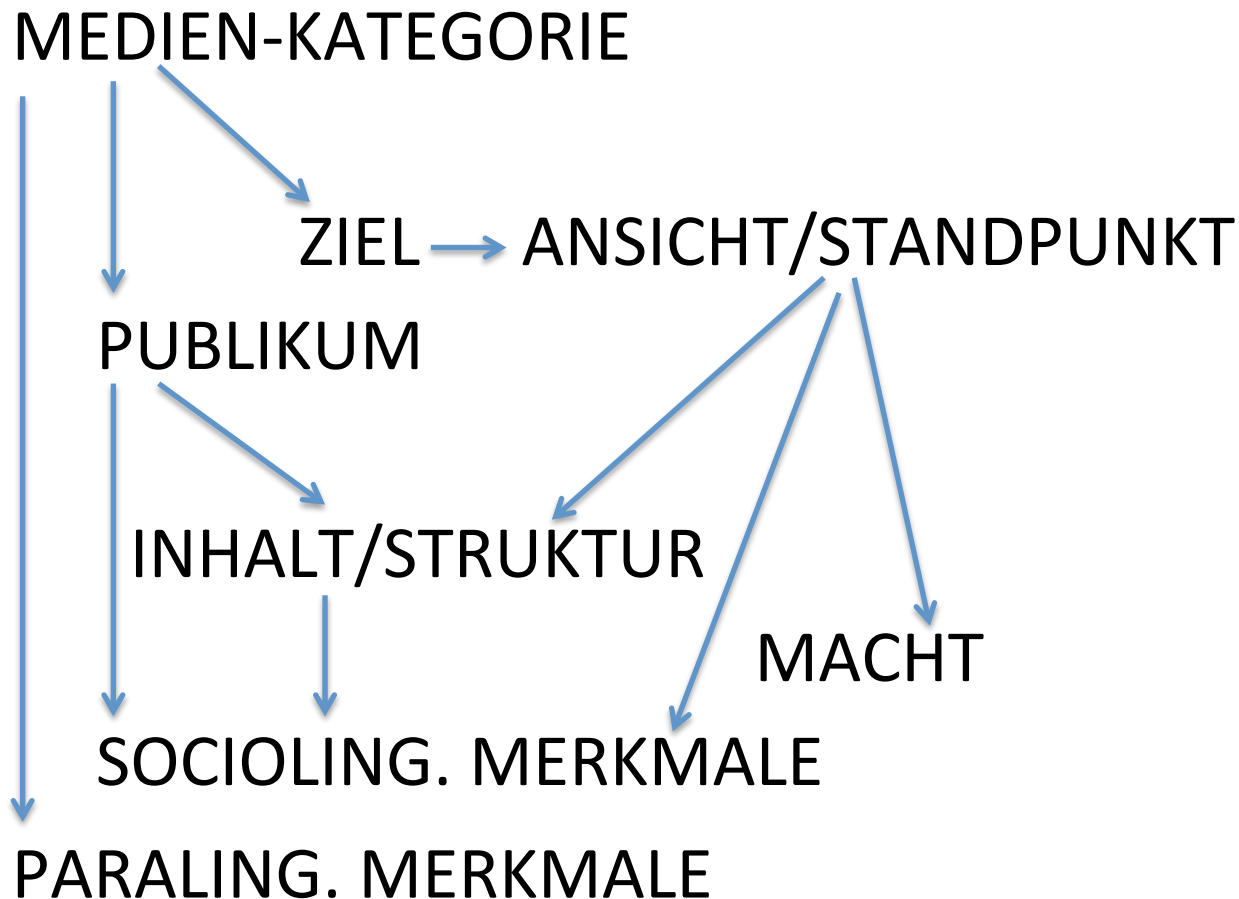 MEDIEN-KATEGORIE
ZIEL
ANSICHT/STANDPUNKT
PUBLIKUM
INHALT/STRUKTUR
MACHT
SOCIOLING. MERKMALE
PARALING. MERKMALE